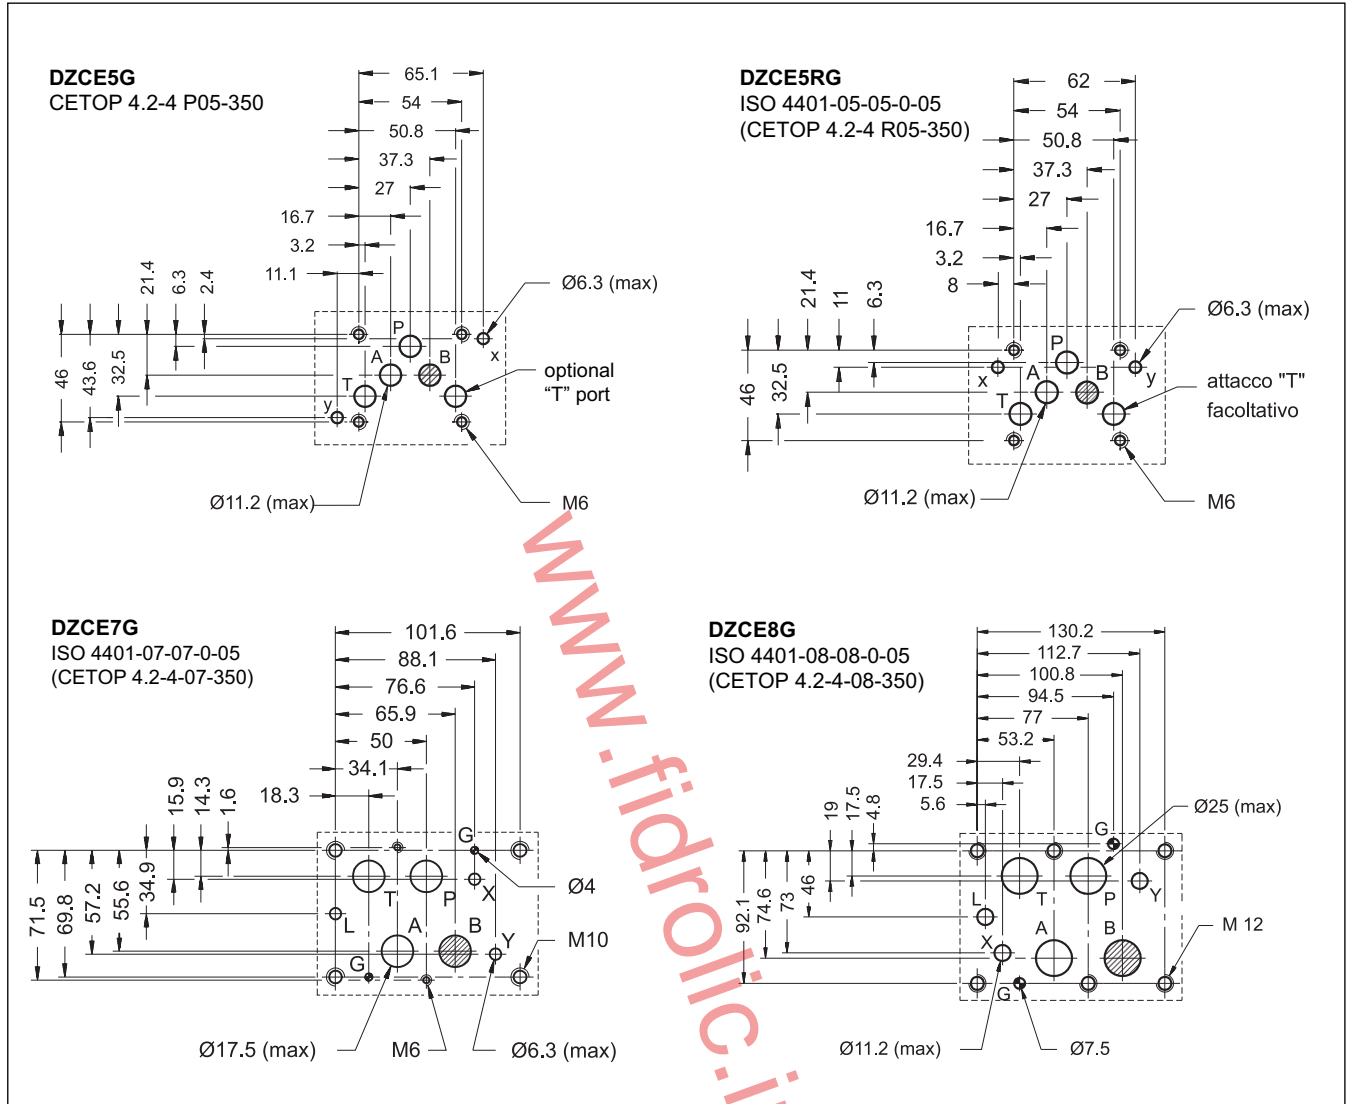 DZCE5G
CETOP 4.2-4 P05-350
65.1
54
50.8
37.3
27
16.7
3.2
11.1
21.4
6.3
2.4
46
43.6
32.5
Ø6.3 (max)
P
x
A
B
T
y
optional
“T” port
Ø11.2 (max)
M6
DZCE5RG
ISO 4401-05-05-0-05
(CETOP 4.2-4 R05-350)
62
54
50.8
37.3
27
16.7
3.2
8
21.4
11
6.3
46
32.5
Ø6.3 (max)
P
x
A
B
y
T
attacco "T"
facoltativo
Ø11.2 (max)
M6
DZCE7G
ISO 4401-07-07-0-05
(CETOP 4.2-4-07-350)
101.6
88.1
76.6
65.9
50
34.1
18.3
15.9
14.3
1.6
71.5
69.8
57.2
55.6
34.9
G
Ø4
T
P
X
L
A
B
Y
M10
G
Ø17.5 (max)
M6
Ø6.3 (max)
DZCE8G
ISO 4401-08-08-0-05
(CETOP 4.2-4-08-350)
130.2
112.7
100.8
94.5
77
53.2
29.4
17.5
5.6
19
17.5
4.8
92.1
74.6
73
46
Ø25 (max)
G
T
P
Y
L
X
A
B
M 12
G
Ø11.2 (max)
Ø7.5
www.fidrolic.i